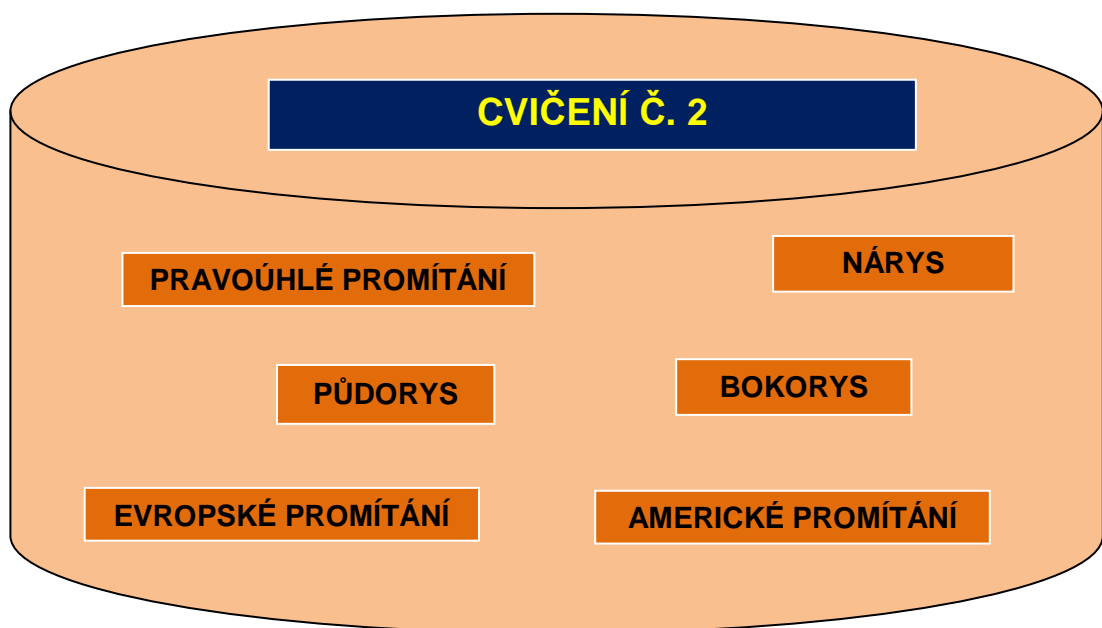 CVIČENÍ Č. 2
PRAVOÚHLÉ PROMÍTÁNÍ
NÁRYS
PŮDORYS
BOKORYS
EVROPSKÉ PROMÍTÁNÍ
AMERICKÉ PROMÍTÁNÍ